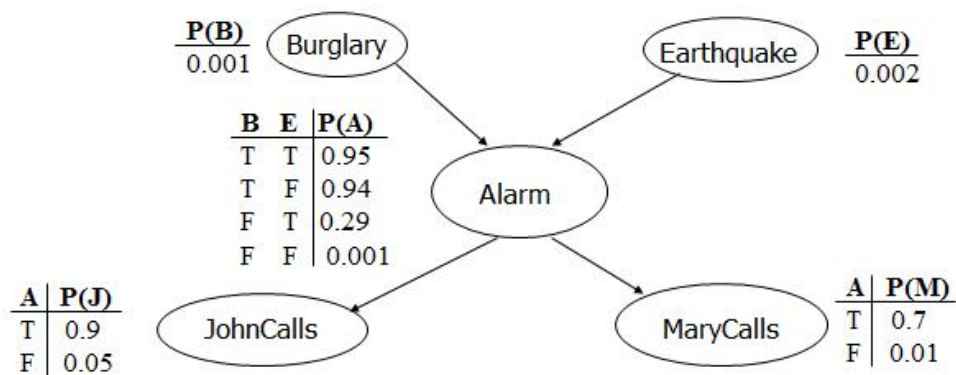 P(B)
0.001
Burglary
Earthquake
P(E)
0.002
B E P(A)
T T 0.95
T F 0.94
F T 0.29
F F 0.001
Alarm
A P(J)
T 0.9
F 0.05
JohnCalls
MaryCalls
A P(M)
T 0.7
F 0.01